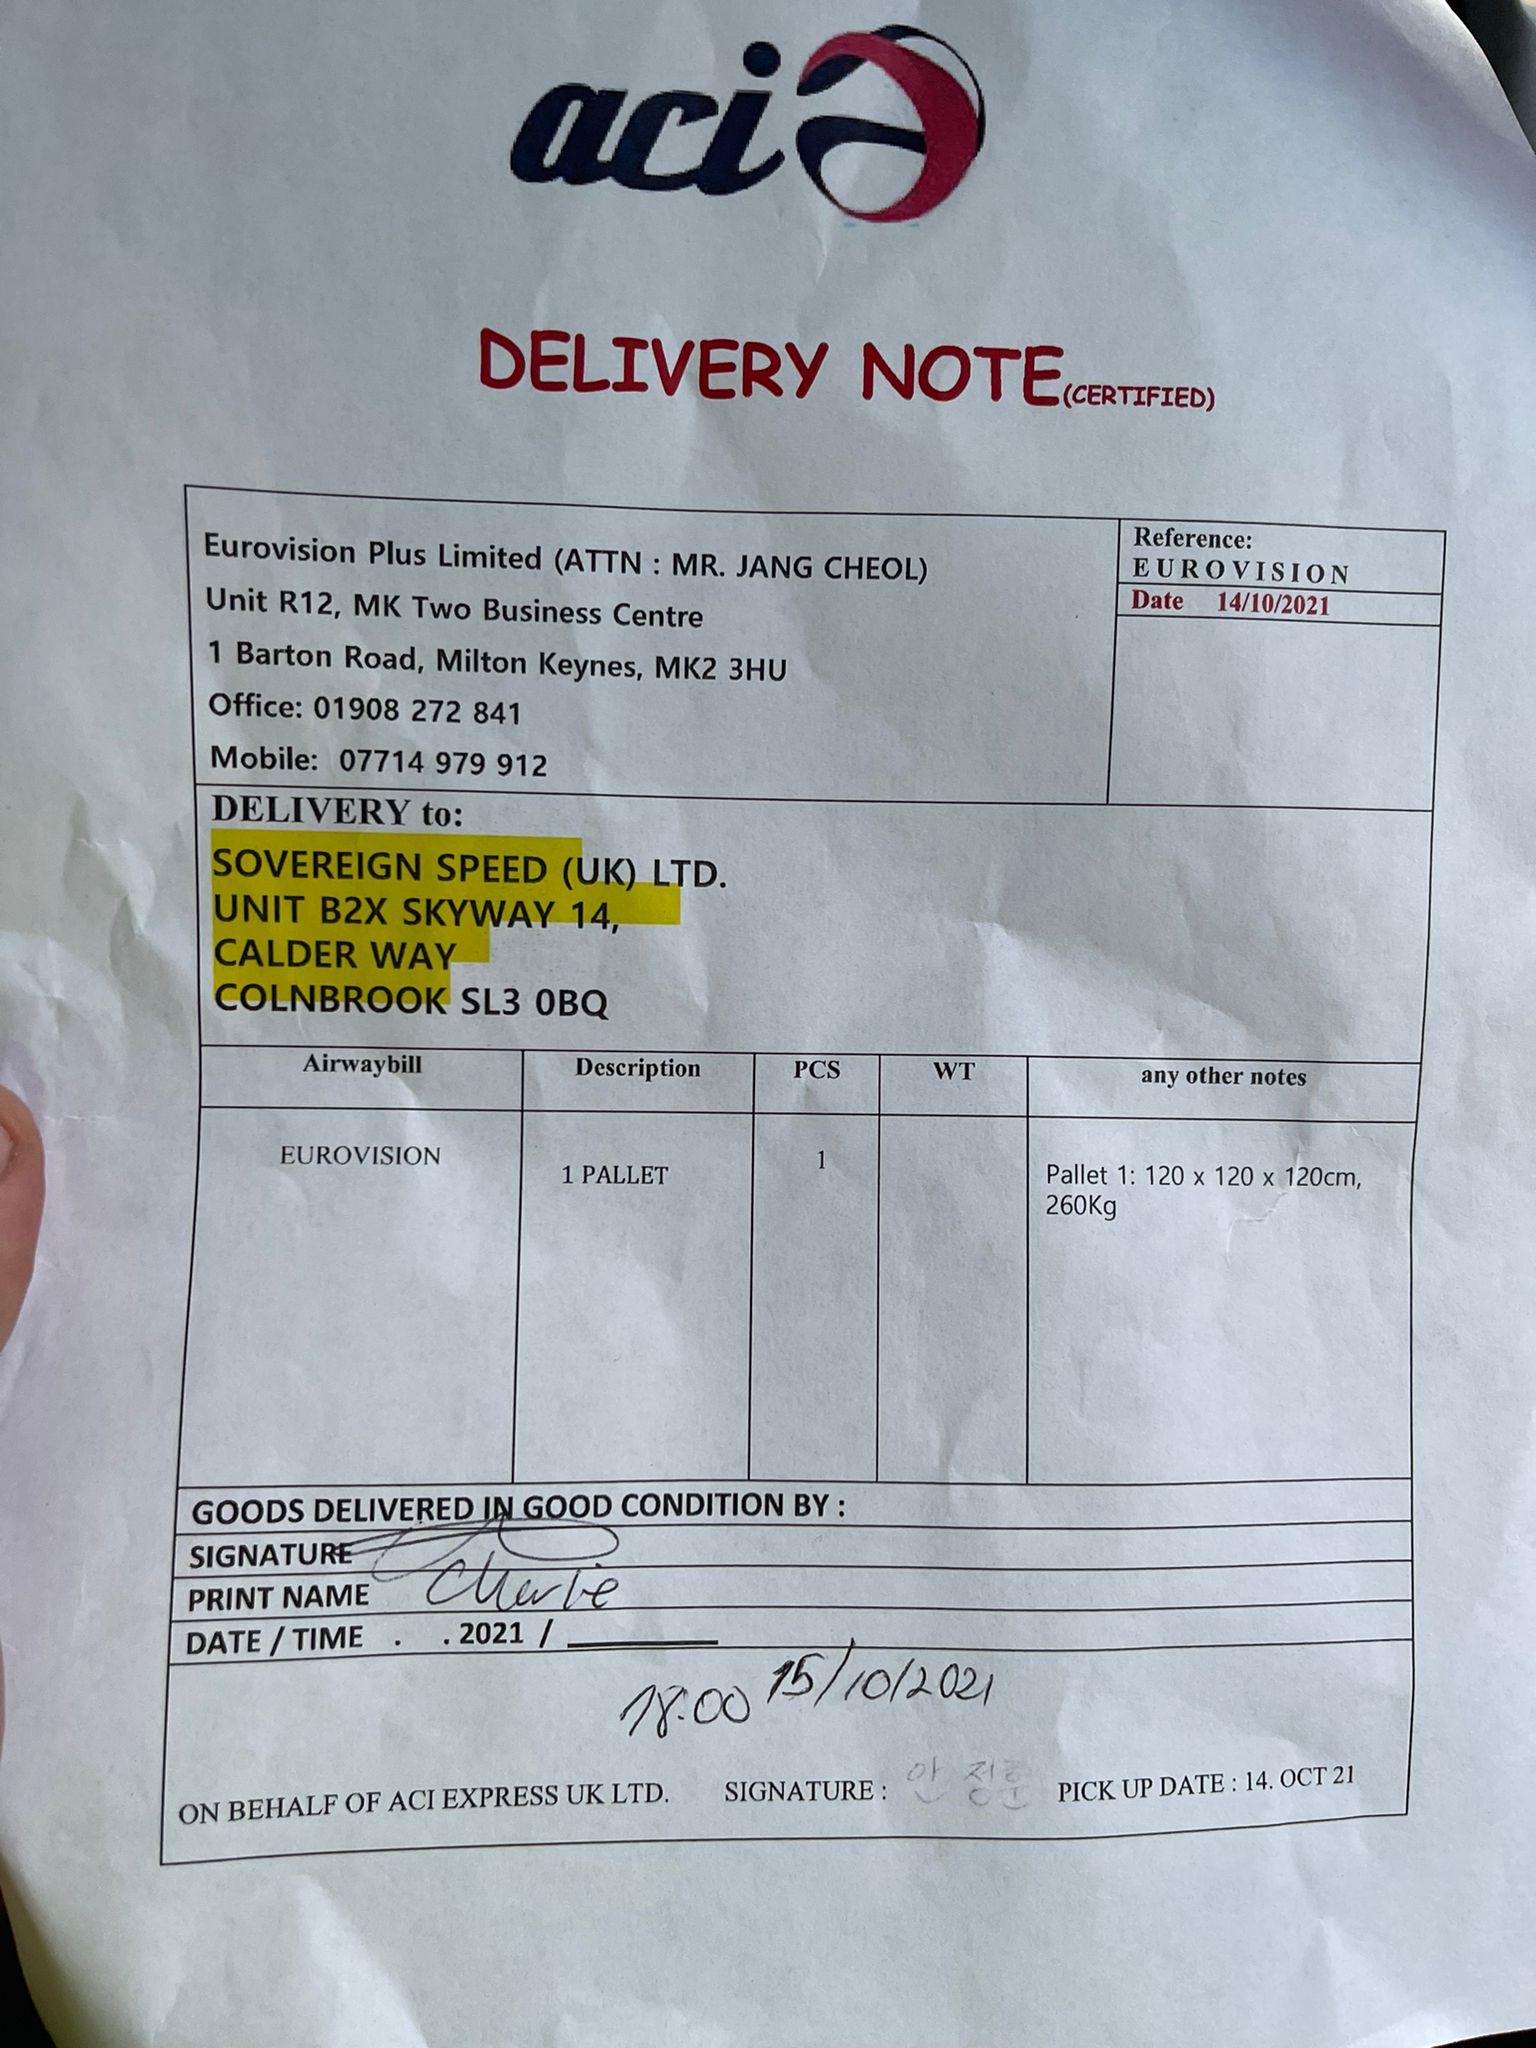 aci
DELIVERY NOTE(CERTIFIED)
Eurovision Plus Limited (ATTN : MR. JANG CHEOL)
Unit R12, MK Two Business Centre
1 Barton Road, Milton Keynes, MK2 3HU
Office: 01908 272 841
Mobile: 07714 979 912
Reference:
EUROVISION
Date 14/10/2021
DELIVERY to:
SOVEREIGN SPEED (UK) LTD.
UNIT B2X SKYWAY 14,
CALDER WAY
COLNBROOK SL3 0BQ
Airwaybill Description PCS WT any other notes
EUROVISION 1 PALLET 1 Pallet 1: 120 x 120 x 120cm,
260Kg
GOODS DELIVERED IN GOOD CONDITION BY :
SIGNATURE
PRINT NAME Charlie
DATE / TIME . . 2021 /
18:00 15/10/2021
ON BEHALF OF ACI EXPRESS UK LTD. SIGNATURE : 안 정훈 PICK UP DATE : 14. OCT 21